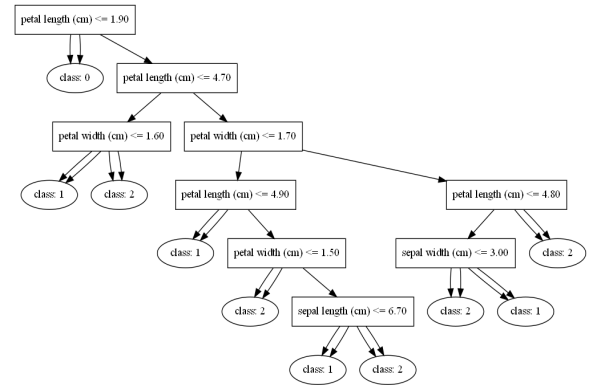 petal length (cm) <= 1.90
class: 0
petal length (cm) <= 4.70
petal width (cm) <= 1.60
petal width (cm) <= 1.70
class: 1
class: 2
petal length (cm) <= 4.90
petal length (cm) <= 4.80
class: 1
petal width (cm) <= 1.50
sepal width (cm) <= 3.00
class: 2
class: 2
sepal length (cm) <= 6.70
class: 2
class: 1
class: 1
class: 2